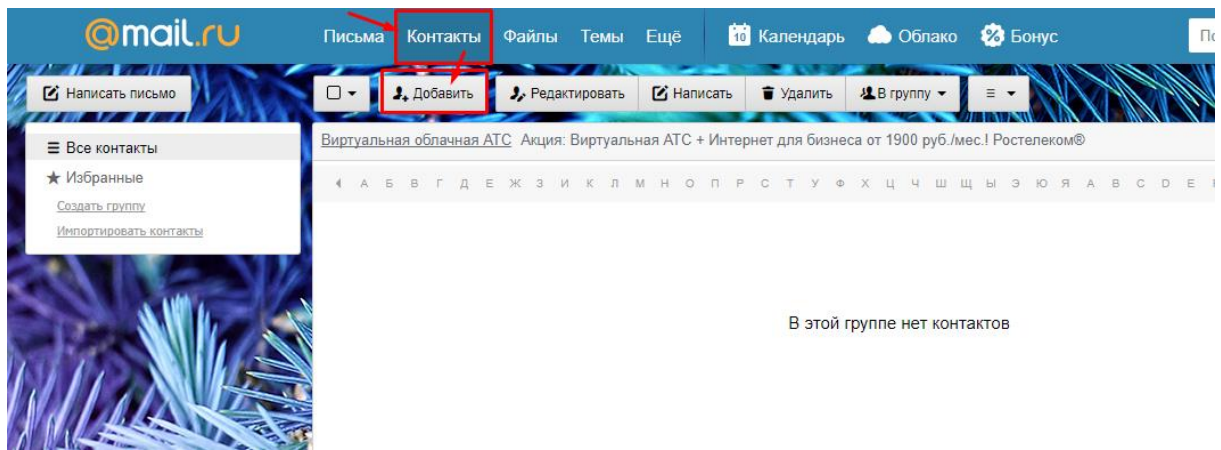 @mail.ru
Письма Контакты Файлы Темы Ещё 10 Календарь Облако % Бонус
Написать письмо
Добавить Редактировать Написать Удалить В группу
Все контакты
Избранные
Создать группу
Импортировать контакты
Виртуальная облачная АТС Акция: Виртуальная АТС + Интернет для бизнеса от 1900 руб./мес.! Ростелеком®
А Б В Г Д Е Ж З И К Л М Н О П Р С Т У Ф Х Ц Ч Ш Щ Ы Э Ю Я A B C D E
В этой группе нет контактов